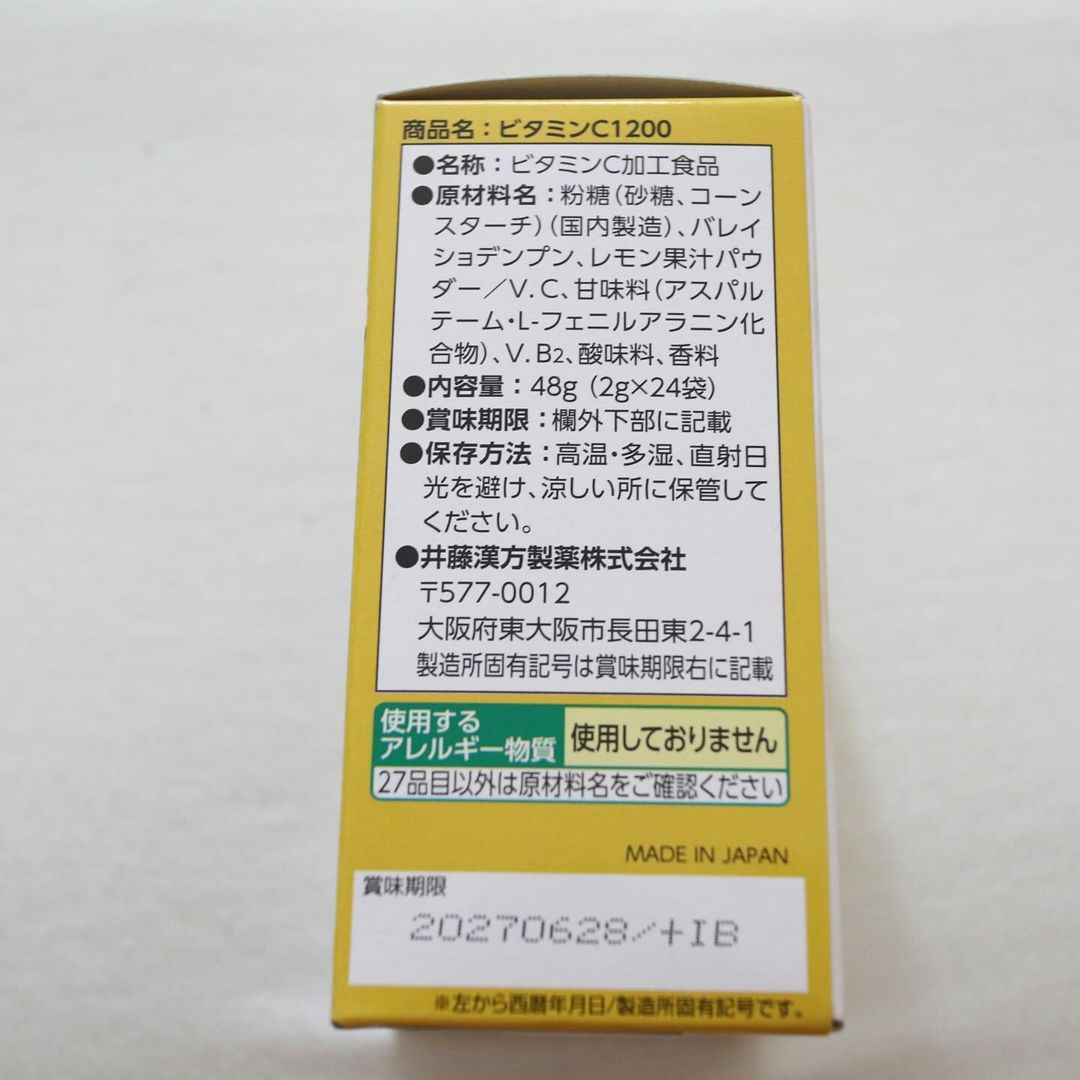 商品名：ビタミンC1200
●名称：ビタミンC加工食品
●原材料名：粉糖(砂糖、コーン
スターチ)(国内製造)、バレイ
ショデンプン、レモン果汁パウ
ダー／V.C、甘味料(アスパル
テーム・L-フェニルアラニン化
合物)、V.B2、酸味料、香料
●内容量：48g (2g×24袋)
●賞味期限：欄外下部に記載
●保存方法：高温・多湿、直射日
光を避け、涼しい所に保管して
ください。
●井藤漢方製薬株式会社
〒577-0012
大阪府東大阪市長田東2-4-1
製造所固有記号は賞味期限右に記載
使用する
アレルギー物質
使用しておりません
27品目以外は原材料名をご確認ください
MADE IN JAPAN
賞味期限
20270628/+IB
※左から西暦年月日/製造所固有記号です。